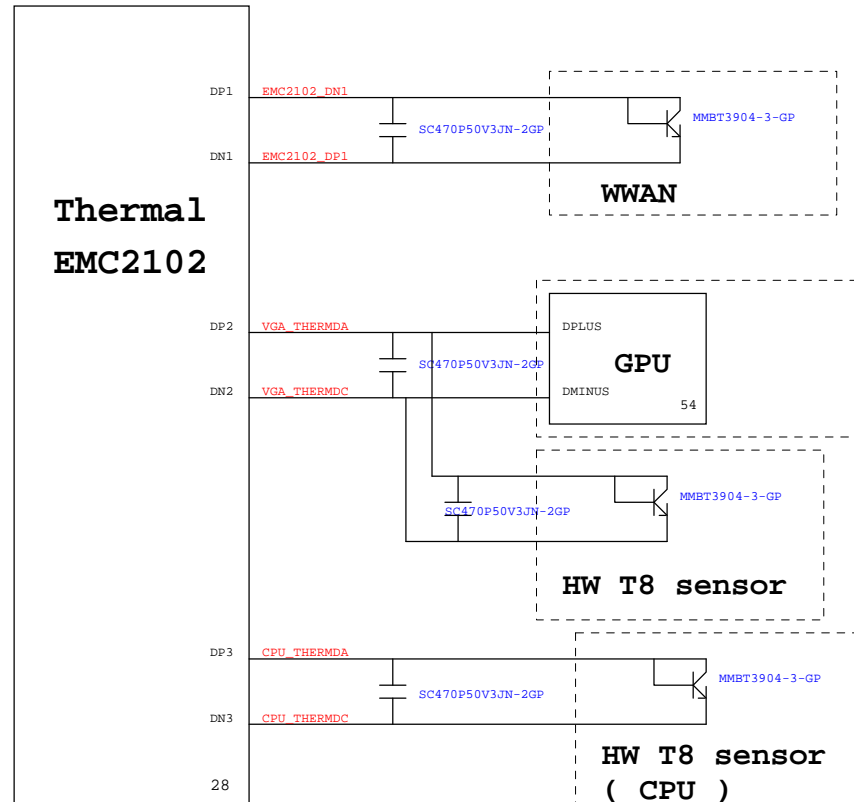 DP1 EMC2102_DN1
SC470P50V3JN-2GP
MMBT3904-3-GP
DN1 EMC2102_DP1
WWAN
Thermal
EMC2102
DP2 VGA_THERMDA
DPLUS
SC470P50V3JN-2GP
GPU
DN2 VGA_THERMDC
DMINUS
54
MMBT3904-3-GP
SC470P50V3JN-2GP
HW T8 sensor
DP3 CPU_THERMDA
MMBT3904-3-GP
SC470P50V3JN-2GP
DN3 CPU_THERMDC
HW T8 sensor
( CPU )
28